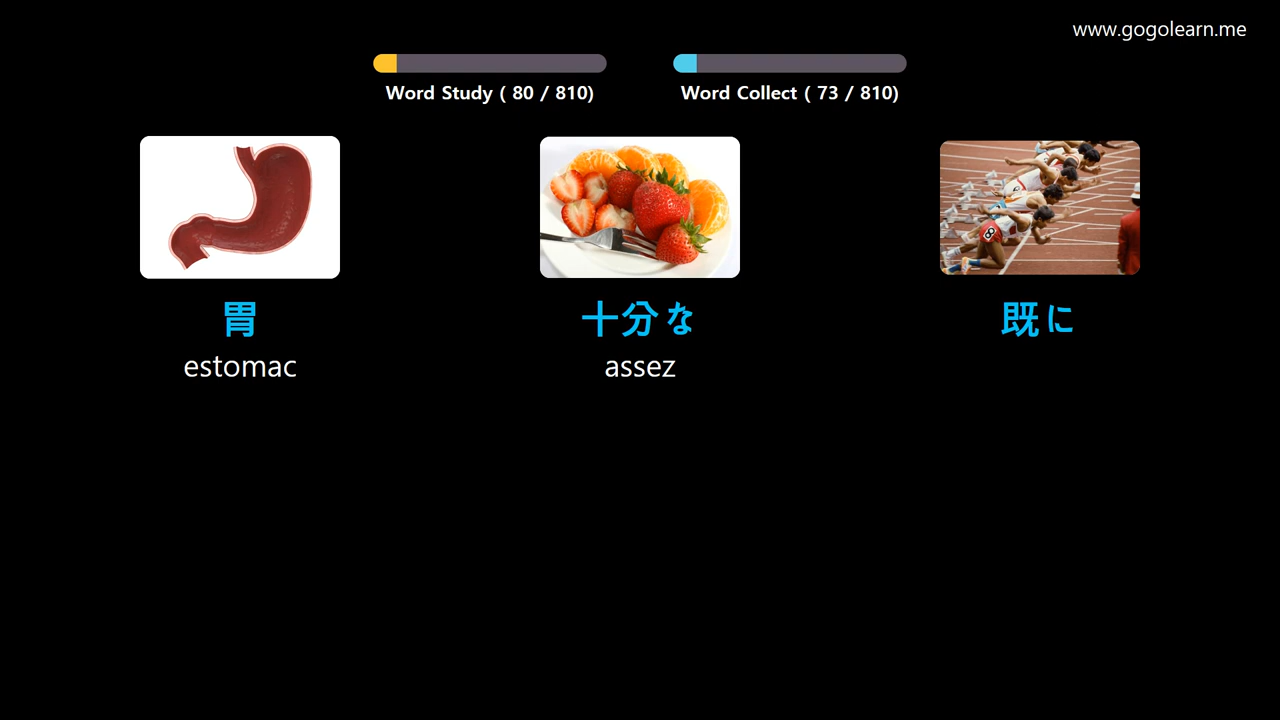 www.gogolearn.me
Word Study ( 80 / 810)
Word Collect ( 73 / 810)
胃
estomac
十分な
assez
既に